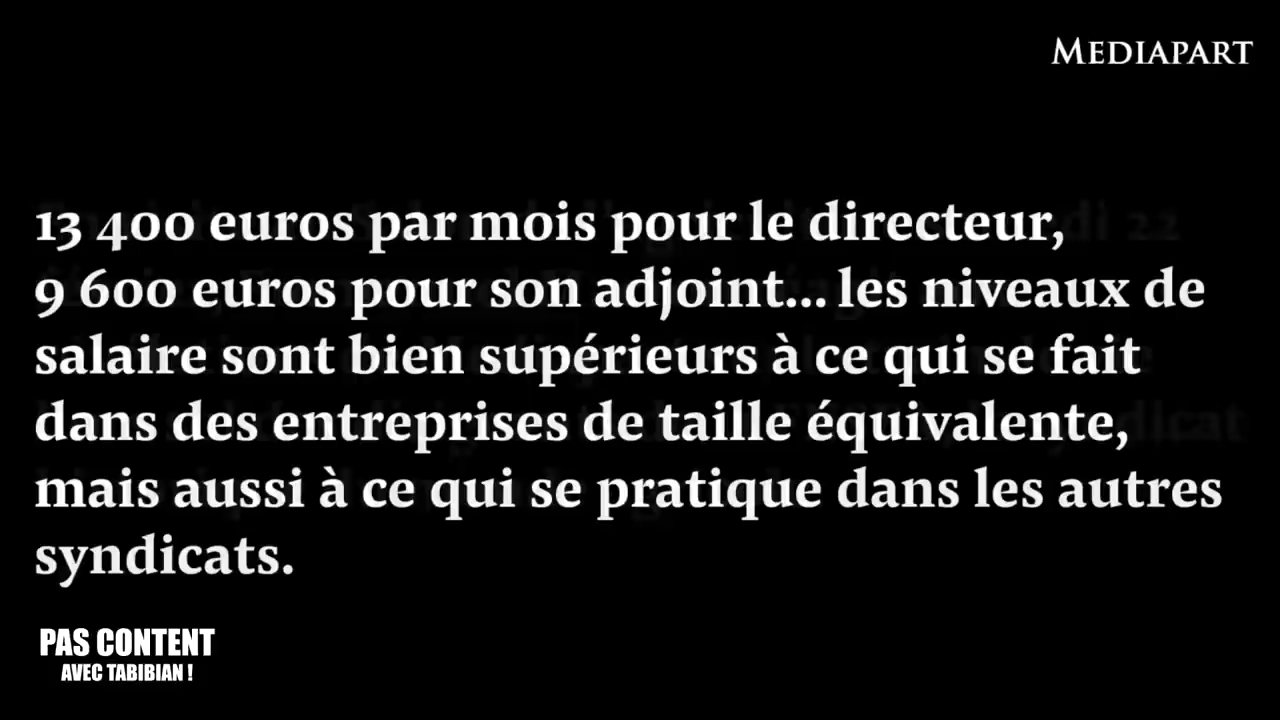 MEDIAPART
13 400 euros par mois pour le directeur,
9 600 euros pour son adjoint... les niveaux de
salaire sont bien supérieurs à ce qui se fait
dans des entreprises de taille équivalente,
mais aussi à ce qui se pratique dans les autres
syndicats.
PAS CONTENT
AVEC TABIBIAN !